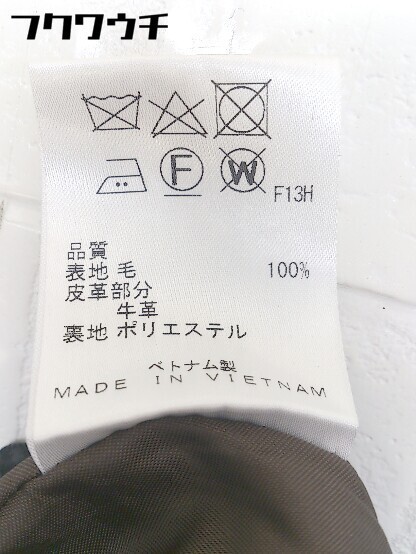 フクワウチ
F
W
F13H
品質
表地 毛 100%
皮革部分
牛革
裏地 ポリエステル
ベトナム製
MADE IN VIETNAM